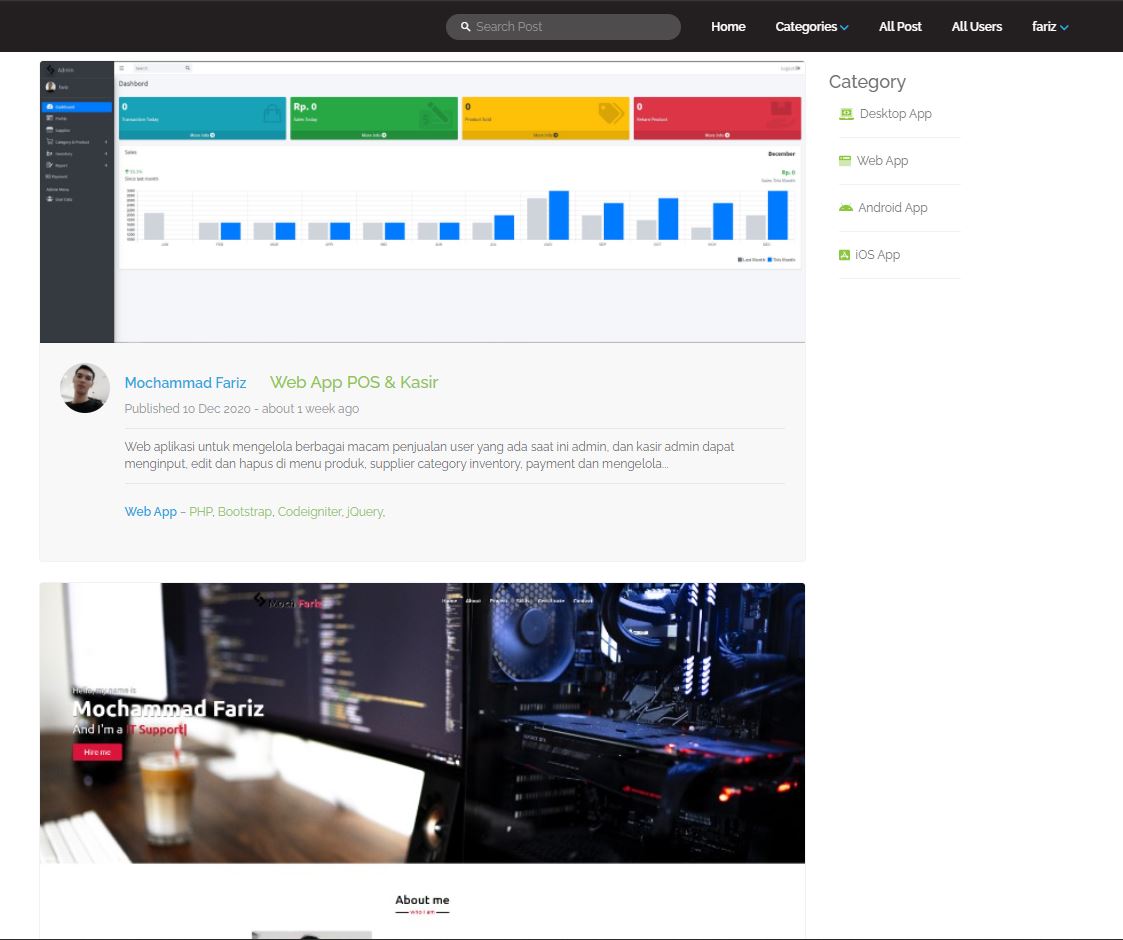 Search Post
Home
Categories
All Post
All Users
fariz
Admin
Fariz
Dashboard
Profile
Supplier
Category & Product
Inventory
Report
Payment
Admin Menu
User Data
Search
Logout
Dashbord
0
Transaction Today
More Info
Rp. 0
Sales Today
More Info
0
Product Sold
More Info
0
Reture Product
More Info
Sales
December
Since last month
Rp. 0
Sales This Month
JAN FEB MAR APR MEI JUN JUL AGU SEP OKT NOV DEC
Last Month This Month
Category
Desktop App
Web App
Android App
iOS App
Mochammad Fariz
Web App POS & Kasir
Published 10 Dec 2020 - about 1 week ago
Web aplikasi untuk mengelola berbagai macam penjualan user yang ada saat ini admin, dan kasir admin dapat
menginput, edit dan hapus di menu produk, supplier category inventory, payment dan mengelola...
Web App – PHP, Bootstrap, Codeigniter, jQuery,
Moch Fariz
Home About Project Skills Certificate Contact
Hello, my name is
Mochammad Fariz
And I'm a IT Support|
Hire me
About me
who i am